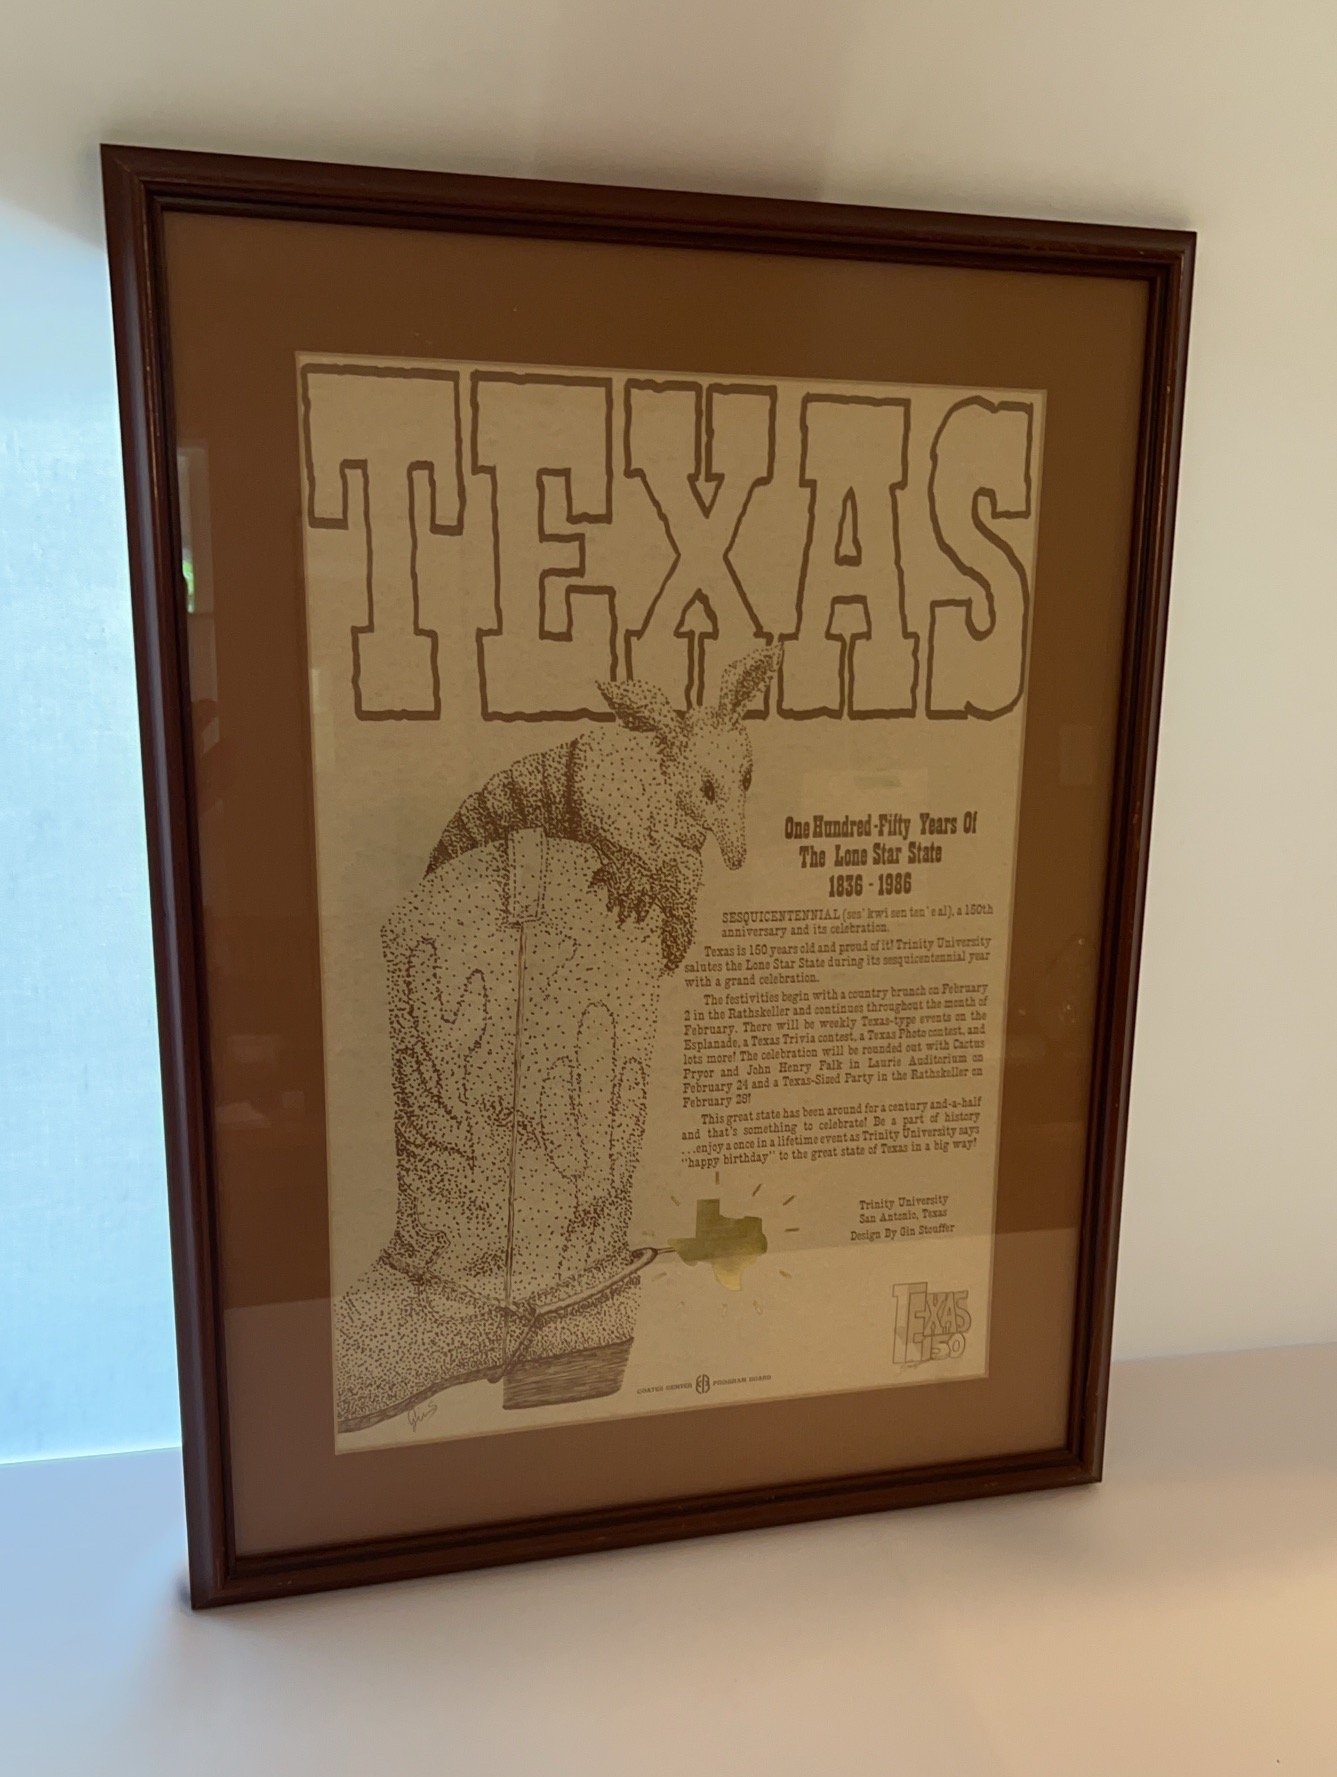 TEXAS
One Hundred-Fifty Years Of
The Lone Star State
1836 - 1986
SESQUICENTENNIAL (ses' kwi sen ten' e al), a 150th
anniversary and its celebration.
Texas is 150 years old and proud of it! Trinity University
salutes the Lone Star State during its sesquicentennial year
with a grand celebration.
The festivities begin with a country brunch on February
2 in the Rathskeller and continues throughout the month of
February. There will be weekly Texas-type events on the
Esplanade, a Texas Trivia contest, a Texas Photo contest, and
lots more! The celebration will be rounded out with Cactus
Pryor and John Henry Falk in Laurie Auditorium on
February 24 and a Texas-Sized Party in the Rathskeller on
February 28!
This great state has been around for a century and-a-half
and that's something to celebrate! Be a part of history
...enjoy a once in a lifetime event as Trinity University says
"happy birthday" to the great state of Texas in a big way!
Trinity University
San Antonio, Texas
Design By Gin Stouffer
TEXAS
150
COATES CENTER PROGRAM BOARD